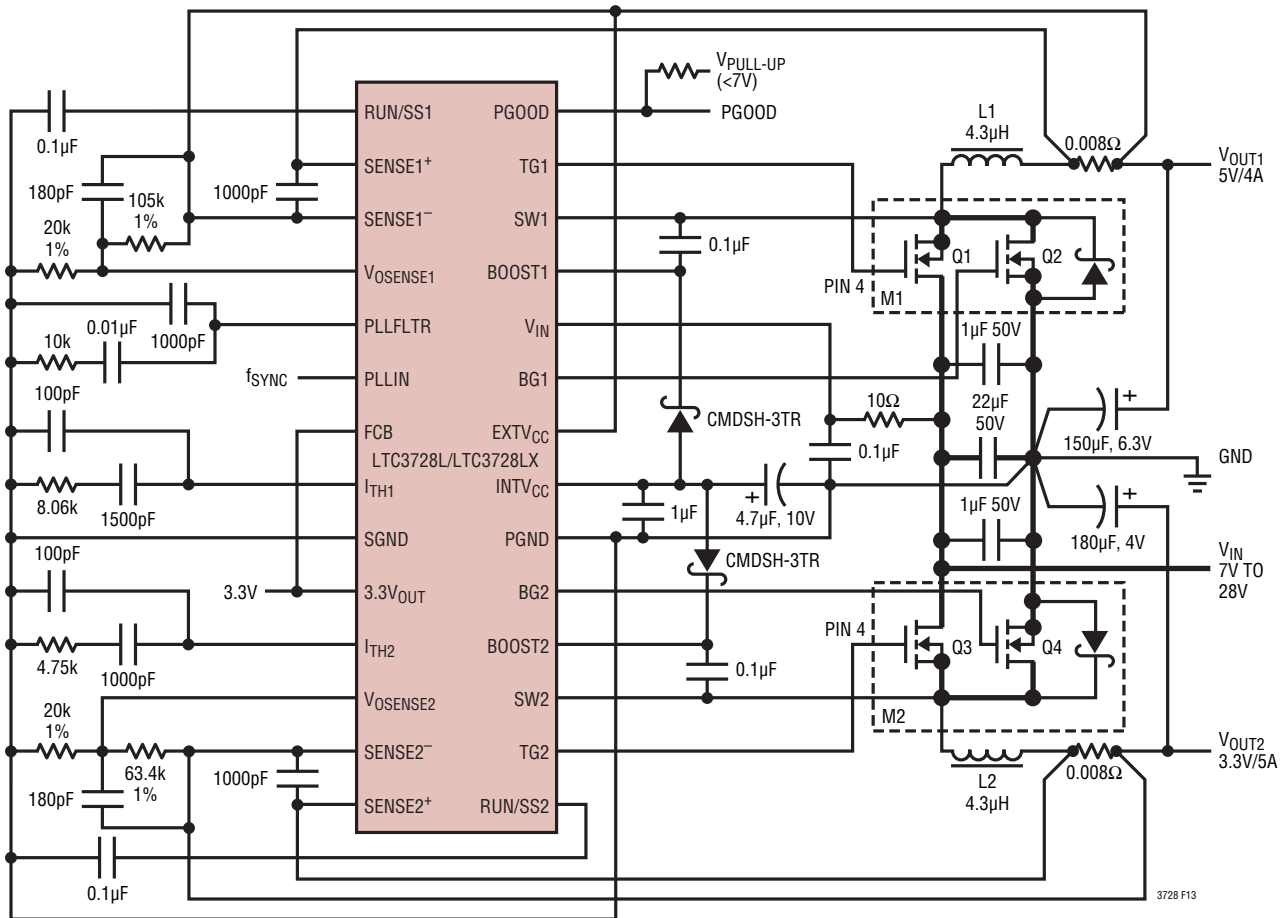 V_PULL-UP
(<7V)
PGOOD
0.1µF
180pF
105k
1%
20k
1%
1000pF
0.01µF
1000pF
10k
100pF
f_SYNC
8.06k
1500pF
100pF
3.3V
4.75k
1000pF
20k
1%
63.4k
1%
180pF
1000pF
0.1µF
RUN/SS1
SENSE1+
SENSE1–
V_OSENSE1
PLLFLTR
PLLIN
FCB
LTC3728L/LTC3728LX
I_TH1
SGND
3.3V_OUT
I_TH2
V_OSENSE2
SENSE2–
SENSE2+
PGOOD
TG1
SW1
BOOST1
V_IN
BG1
EXTV_CC
INTV_CC
PGND
BG2
BOOST2
SW2
TG2
RUN/SS2
0.1µF
CMDSH-3TR
10Ω
0.1µF
1µF
+
4.7µF, 10V
CMDSH-3TR
0.1µF
L1
4.3µH
0.008Ω
V_OUT1
5V/4A
Q1
Q2
PIN 4
M1
1µF 50V
22µF
50V
+
150µF, 6.3V
GND
1µF 50V
+
180µF, 4V
V_IN
7V TO
28V
PIN 4
Q3
Q4
M2
L2
4.3µH
0.008Ω
V_OUT2
3.3V/5A
3728 F13